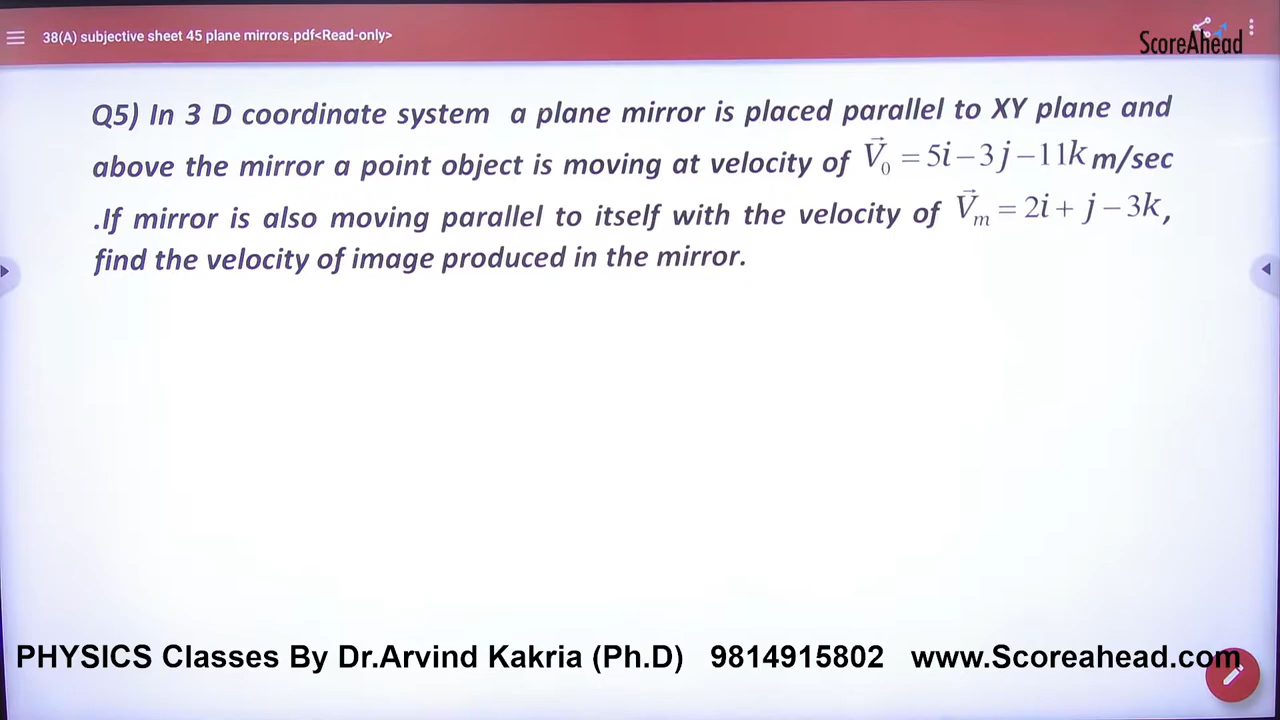 38(A) subjective sheet 45 plane mirrors.pdf<Read-only>
ScoreAhead
Q5) In 3 D coordinate system a plane mirror is placed parallel to XY plane and
above the mirror a point object is moving at velocity of V⃗₀ = 5i − 3j − 11k m/sec
.If mirror is also moving parallel to itself with the velocity of V⃗ₘ = 2i + j − 3k,
find the velocity of image produced in the mirror.
PHYSICS Classes By Dr.Arvind Kakria (Ph.D) 9814915802 www.Scoreahead.com